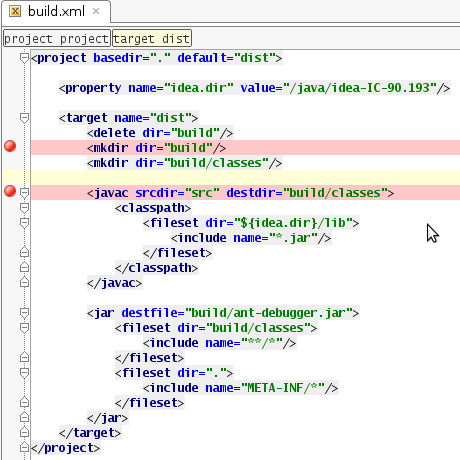 build.xml
project project target dist
<project basedir="." default="dist">
<property name="idea.dir" value="/java/idea-IC-90.193"/>
<target name="dist">
<delete dir="build"/>
<mkdir dir="build"/>
<mkdir dir="build/classes"/>
<javac srcdir="src" destdir="build/classes">
<classpath>
<fileset dir="${idea.dir}/lib">
<include name="*.jar"/>
</fileset>
</classpath>
</javac>
<jar destfile="build/ant-debugger.jar">
<fileset dir="build/classes">
<include name="**/*"/>
</fileset>
<fileset dir=".">
<include name="META-INF/*"/>
</fileset>
</jar>
</target>
</project>